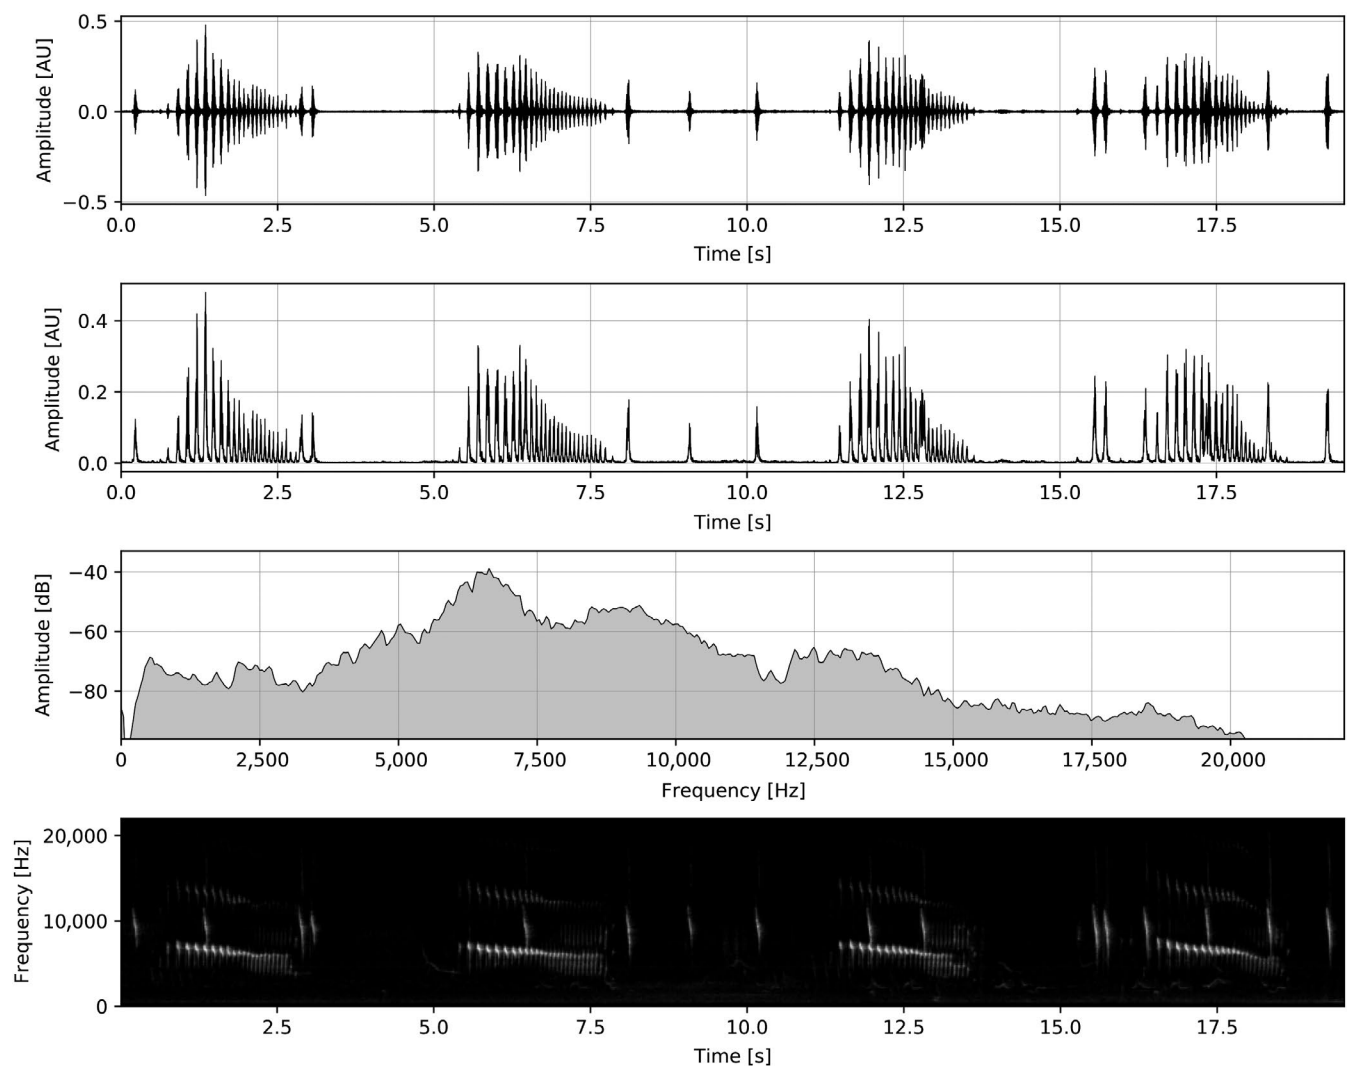 0.5
0.0
−0.5
Amplitude [AU]
0.0 2.5 5.0 7.5 10.0 12.5 15.0 17.5
Time [s]
0.4
0.2
0.0
Amplitude [AU]
0.0 2.5 5.0 7.5 10.0 12.5 15.0 17.5
Time [s]
−40
−60
−80
Amplitude [dB]
0 2,500 5,000 7,500 10,000 12,500 15,000 17,500 20,000
Frequency [Hz]
20,000
10,000
0
Frequency [Hz]
2.5 5.0 7.5 10.0 12.5 15.0 17.5
Time [s]